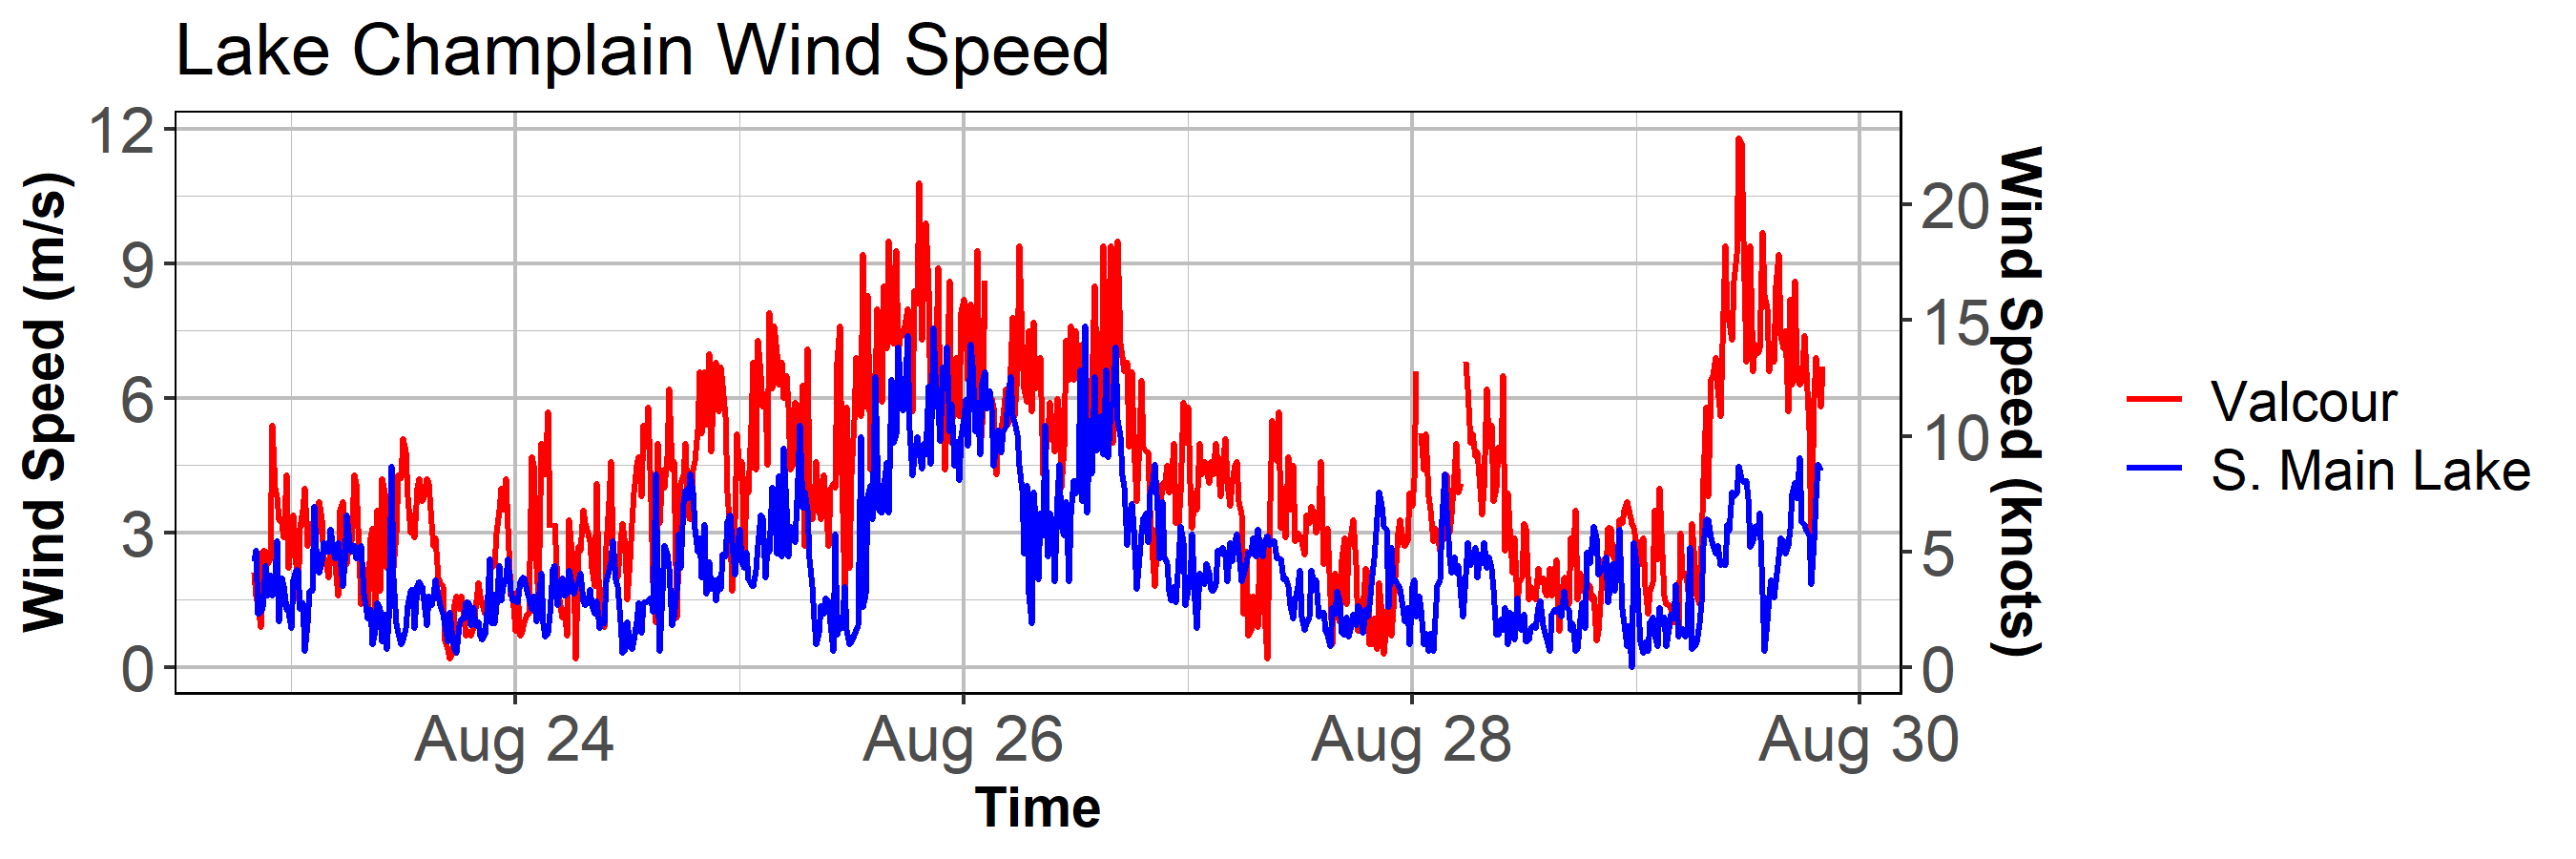 Lake Champlain Wind Speed
12
9
6
3
0
Wind Speed (m/s)
20
15
10
5
0
Wind Speed (knots)
Aug 24
Aug 26
Aug 28
Aug 30
Time
Valcour
S. Main Lake